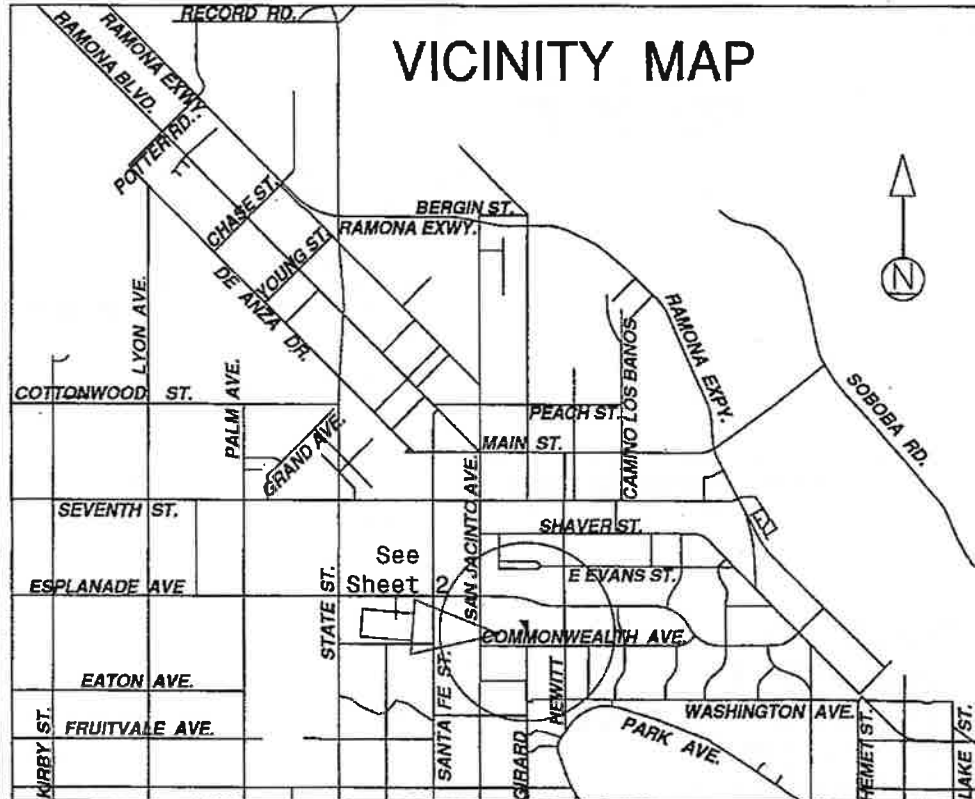 RECORD RD.
VICINITY MAP
RAMONA EXWY.
RAMONA BLVD.
POTTER RD.
CHASE ST.
BERGIN ST.
RAMONA EXWY.
YOUNG ST.
N
DE ANZA DR.
LYON AVE.
RAMONA EXPY.
CAMINO LOS BANOS
SOBOBA RD.
COTTONWOOD ST.
PALM AVE.
PEACH ST.
GRAND AVE.
MAIN ST.
SEVENTH ST.
SAN JACINTO AVE.
SHAVER ST.
See
Sheet 2
E EVANS ST.
ESPLANADE AVE
STATE ST.
COMMONWEALTH AVE.
EATON AVE.
SANTA FE ST.
HEWITT
WASHINGTON AVE.
FRUITVALE AVE.
PARK AVE.
KIRBY ST.
GIRARD
HEMET ST.
LAKE ST.